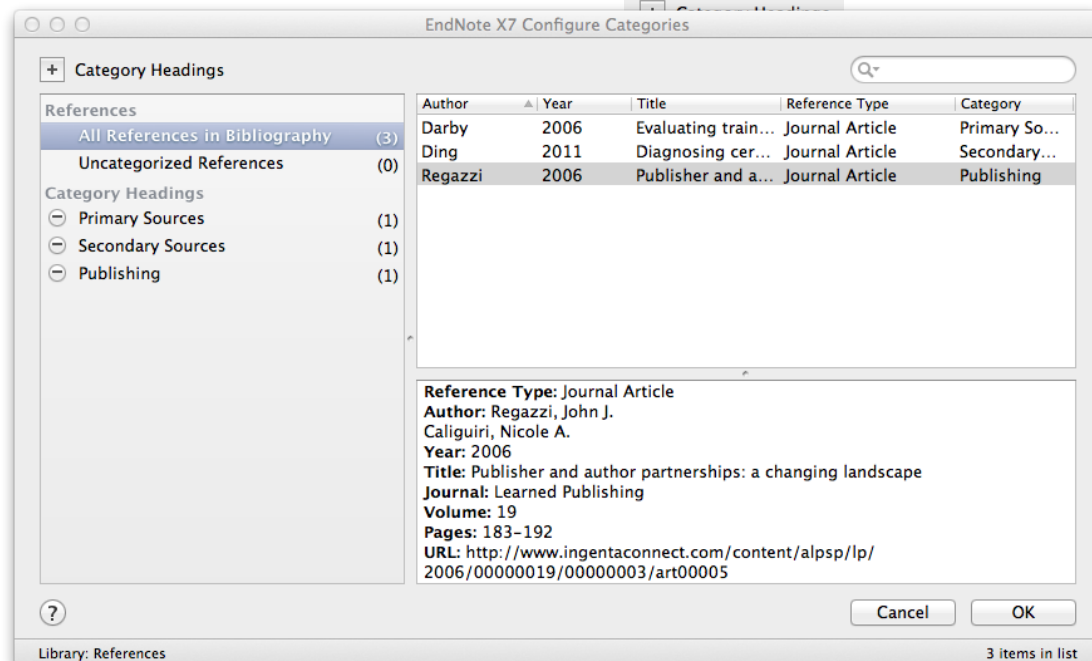 Category Headings
EndNote X7 Configure Categories
+ Category Headings
References
All References in Bibliography (3)
Uncategorized References (0)
Category Headings
Primary Sources (1)
Secondary Sources (1)
Publishing (1)
Author Year Title Reference Type Category
Darby 2006 Evaluating train... Journal Article Primary So...
Ding 2011 Diagnosing cer... Journal Article Secondary...
Regazzi 2006 Publisher and a... Journal Article Publishing
Reference Type: Journal Article
Author: Regazzi, John J.
Caliguiri, Nicole A.
Year: 2006
Title: Publisher and author partnerships: a changing landscape
Journal: Learned Publishing
Volume: 19
Pages: 183-192
URL: http://www.ingentaconnect.com/content/alpsp/lp/
2006/00000019/00000003/art00005
? Cancel OK
Library: References 3 items in list